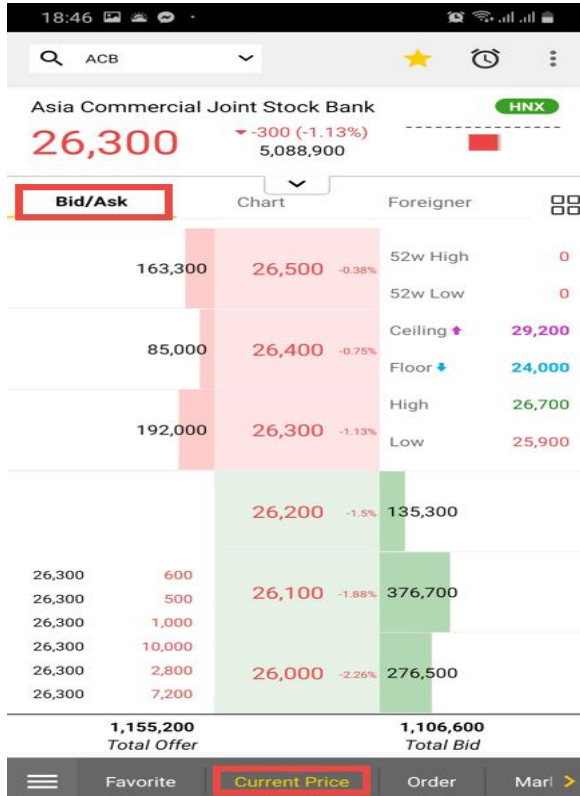 18:46
ACB
Asia Commercial Joint Stock Bank HNX
26,300 -300 (-1.13%)
5,088,900
Bid/Ask Chart Foreigner
163,300 26,500 -0.38%
52w High 0
52w Low 0
85,000 26,400 -0.75%
Ceiling 29,200
Floor 24,000
192,000 26,300 -1.13%
High 26,700
Low 25,900
26,200 -1.5% 135,300
26,100 -1.88% 376,700
26,000 -2.26% 276,500
26,300 600
26,300 500
26,300 1,000
26,300 10,000
26,300 2,800
26,300 7,200
1,155,200 1,106,600
Total Offer Total Bid
Favorite Current Price Order